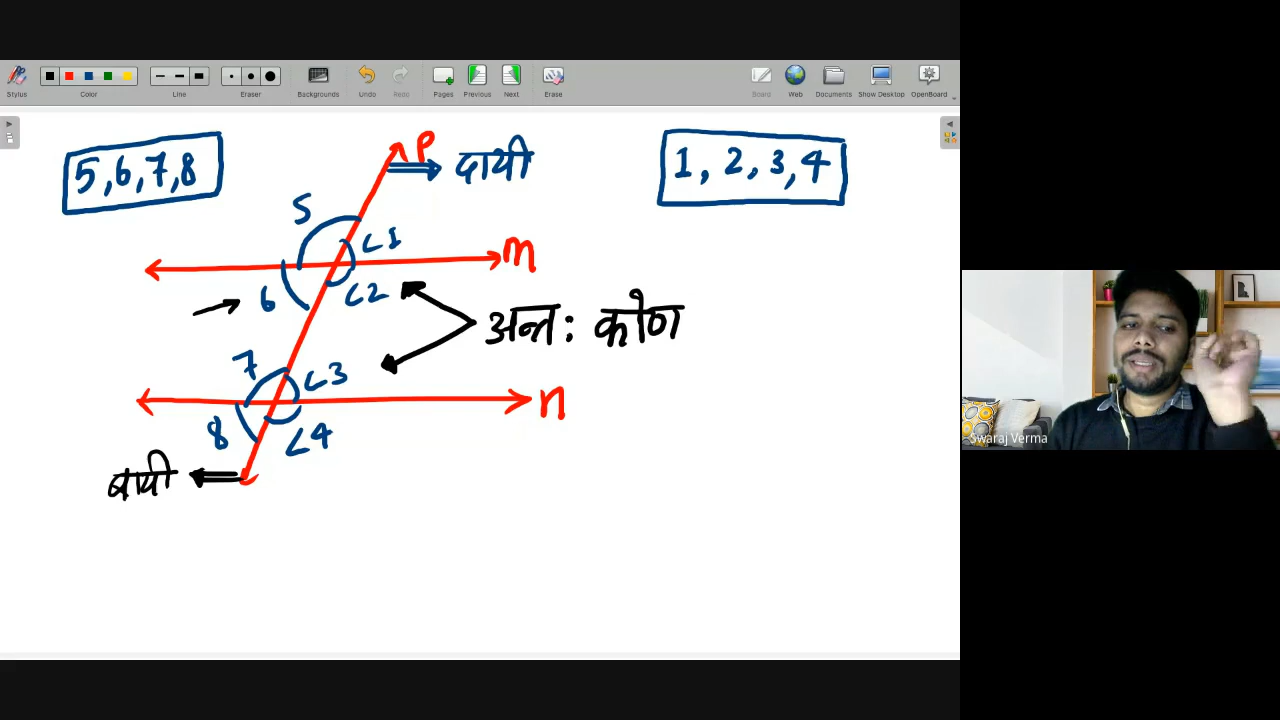 Stylus Color Line Eraser Backgrounds Undo Redo Pages Previous Next Erase Board Web Documents Show Desktop OpenBoard
P
5,6,7,8
दायी
1, 2, 3, 4
5
∠1
m
6
∠2
अन्त: कोण
7
∠3
n
8
∠4
बायी
Swaraj Verma